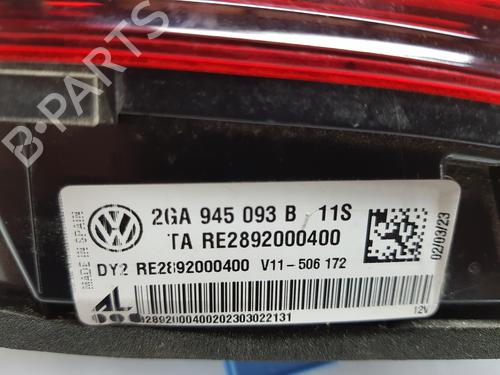 B-PARTS
2GA 945 093 B 11S
TA RE2892000400
DY2 RE2892000400 V11-506 172
MADE IN SPAIN
02/03/23
12V
2892000400202303022131